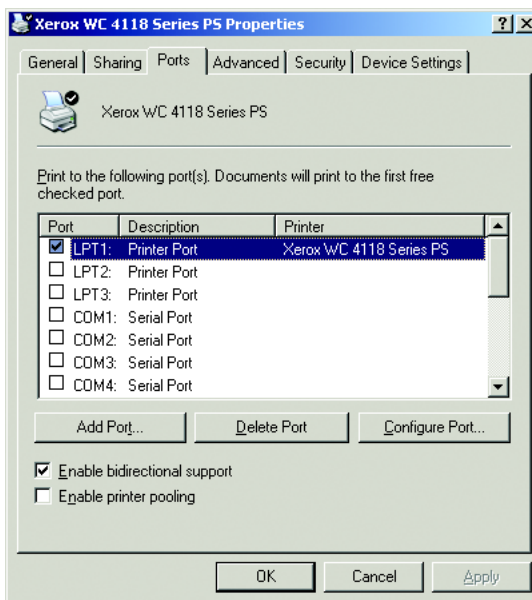 Xerox WC 4118 Series PS Properties
General Sharing Ports Advanced Security Device Settings
Xerox WC 4118 Series PS
Print to the following port(s). Documents will print to the first free
checked port.
Port Description Printer
LPT1: Printer Port Xerox WC 4118 Series PS
LPT2: Printer Port
LPT3: Printer Port
COM1: Serial Port
COM2: Serial Port
COM3: Serial Port
COM4: Serial Port
Add Port... Delete Port Configure Port...
Enable bidirectional support
Enable printer pooling
OK Cancel Apply